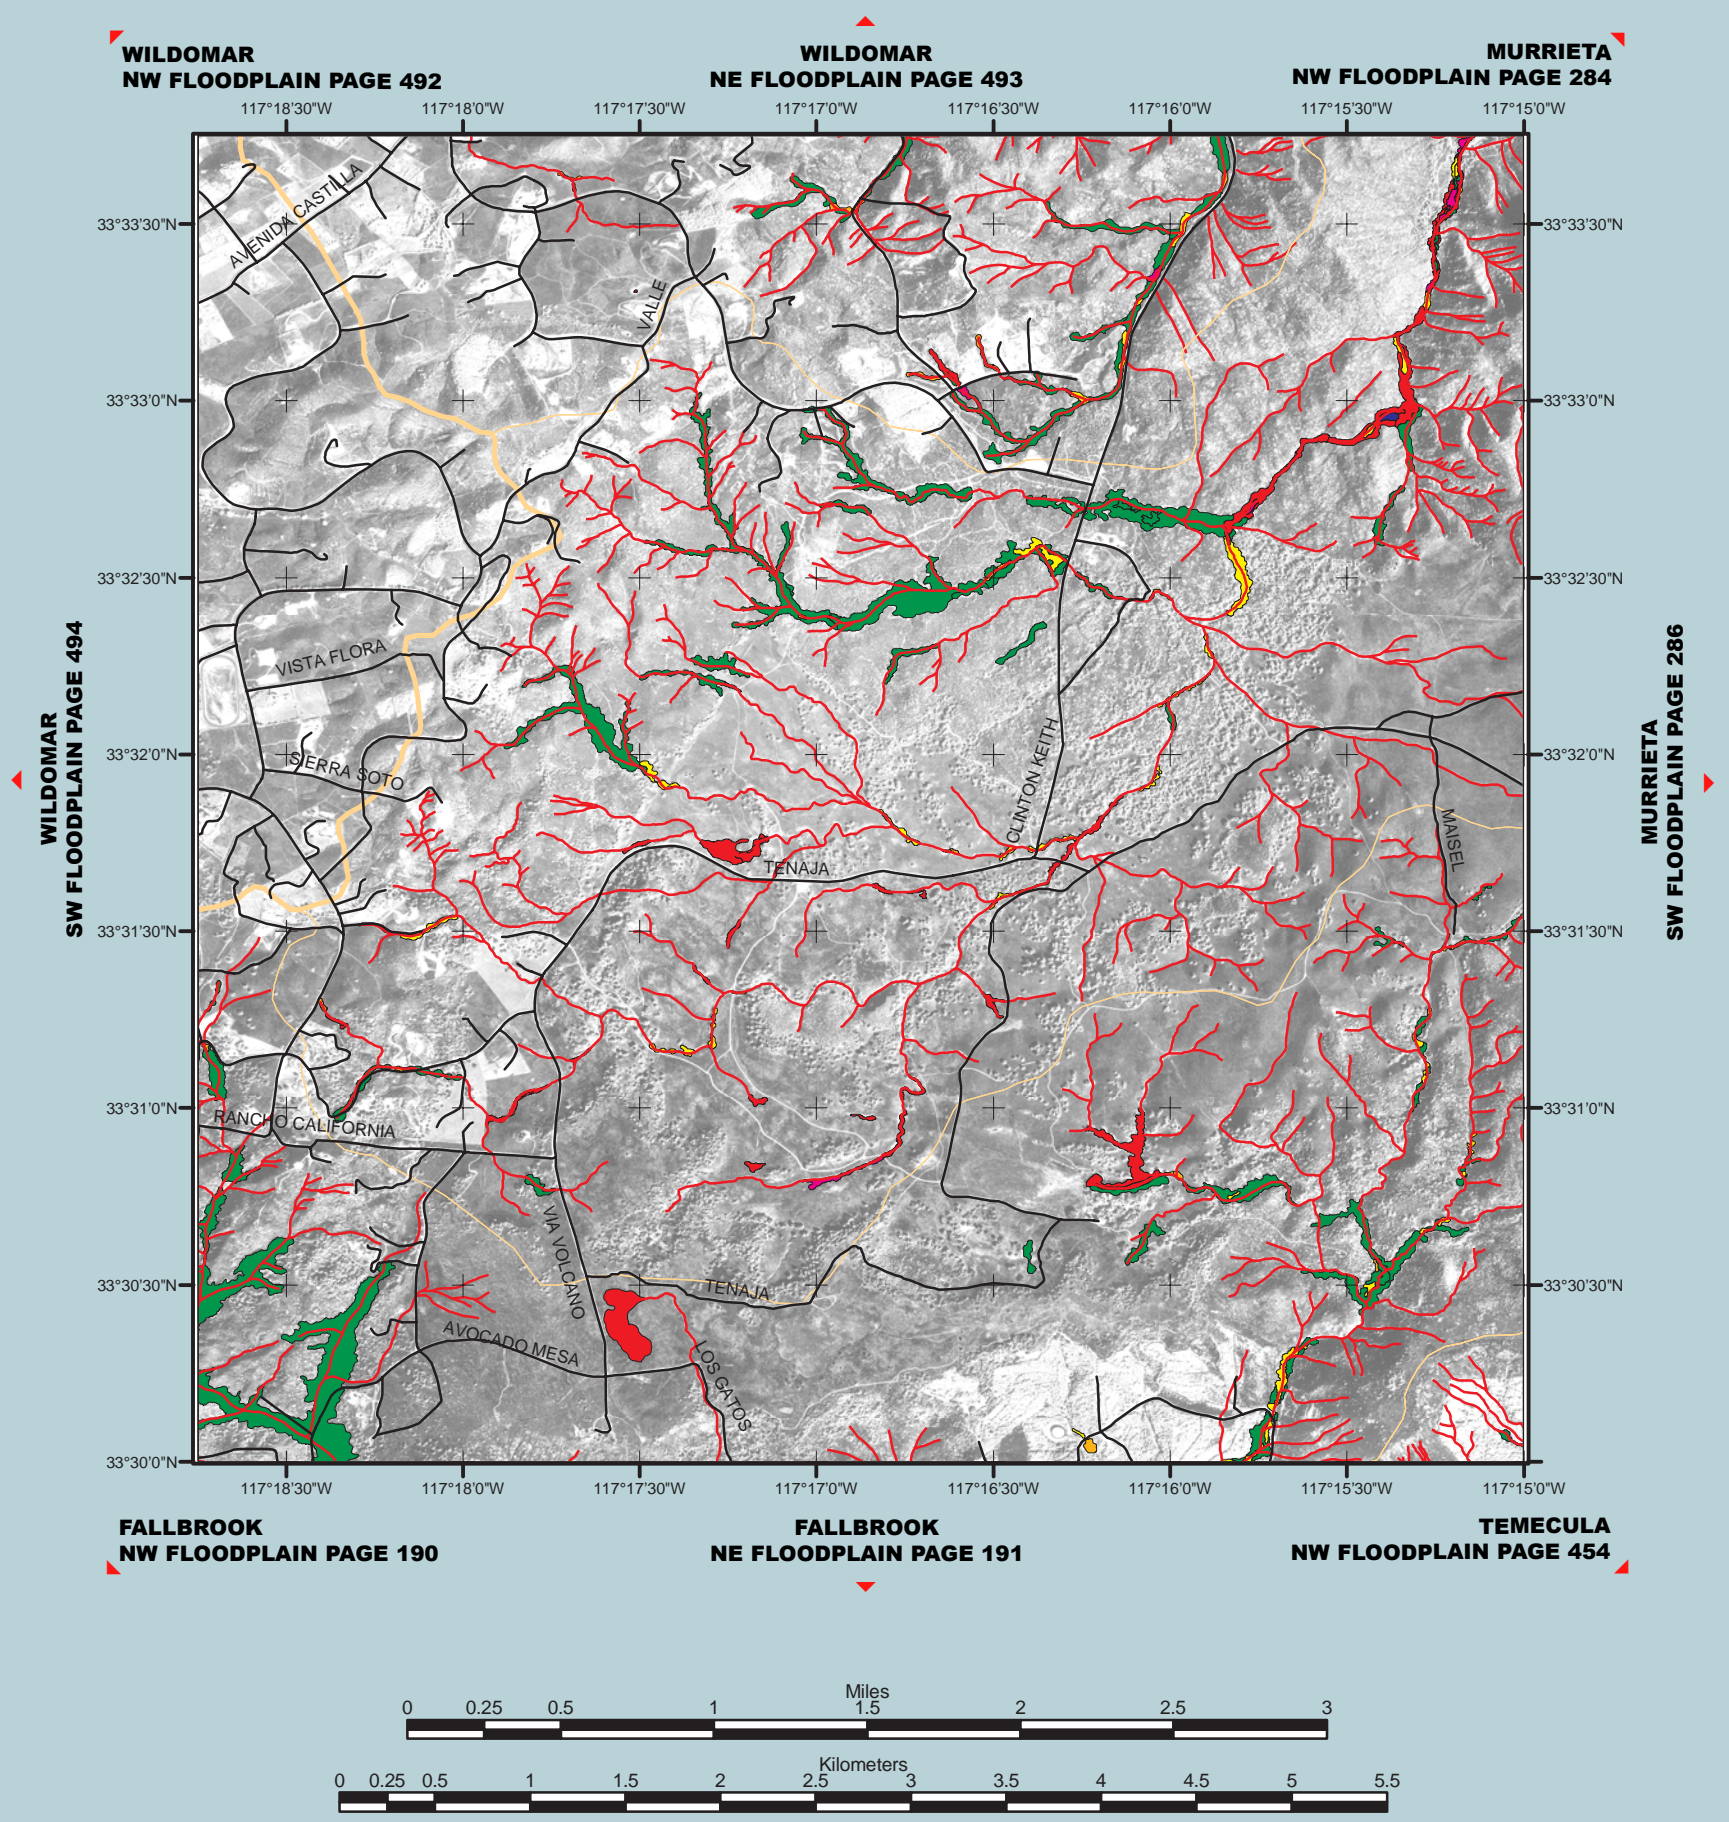 WILDOMAR
NW FLOODPLAIN PAGE 492
WILDOMAR
NE FLOODPLAIN PAGE 493
MURRIETA
NW FLOODPLAIN PAGE 284
117°18'30"W 117°18'0"W 117°17'30"W 117°17'0"W 117°16'30"W 117°16'0"W 117°15'30"W 117°15'0"W
AVENIDA CASTILLA
33°33'30"N 33°33'30"N
VALLE
33°33'0"N 33°33'0"N
33°32'30"N 33°32'30"N
WILDOMAR
SW FLOODPLAIN PAGE 494
MURRIETA
SW FLOODPLAIN PAGE 286
VISTA FLORA
33°32'0"N 33°32'0"N
SIERRA SOTO
CLINTON KEITH
MAISEL
TENAJA
33°31'30"N 33°31'30"N
33°31'0"N 33°31'0"N
RANCHO CALIFORNIA
VIA VOLCANO
33°30'30"N 33°30'30"N
TENAJA
AVOCADO MESA
LOS GATOS
33°30'0"N 33°30'0"N
117°18'30"W 117°18'0"W 117°17'30"W 117°17'0"W 117°16'30"W 117°16'0"W 117°15'30"W 117°15'0"W
FALLBROOK
NW FLOODPLAIN PAGE 190
FALLBROOK
NE FLOODPLAIN PAGE 191
TEMECULA
NW FLOODPLAIN PAGE 454
Miles
0 0.25 0.5 1 1.5 2 2.5 3
Kilometers
0 0.25 0.5 1 1.5 2 2.5 3 3.5 4 4.5 5 5.5